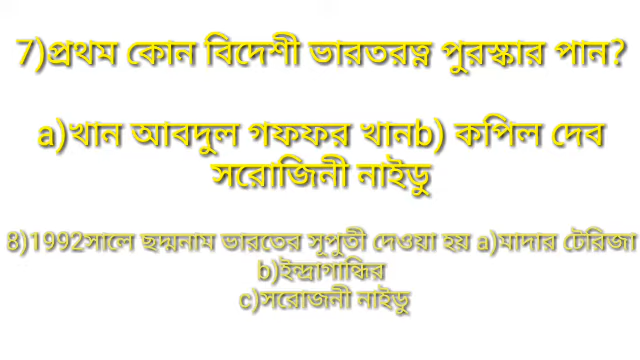 7)প্রথম কোন বিদেশী ভারতরত্ন পুরস্কার পান?
a)খান আবদুল গফফর খানb) কপিল দেব
সরোজিনী নাইডু
8)1992সালে ছদ্মনাম ভারতের সূপুতী দেওয়া হয় a)মাদার টেরিজা
b)ইন্দ্রাগান্ধির
c)সরোজনী নাইডু